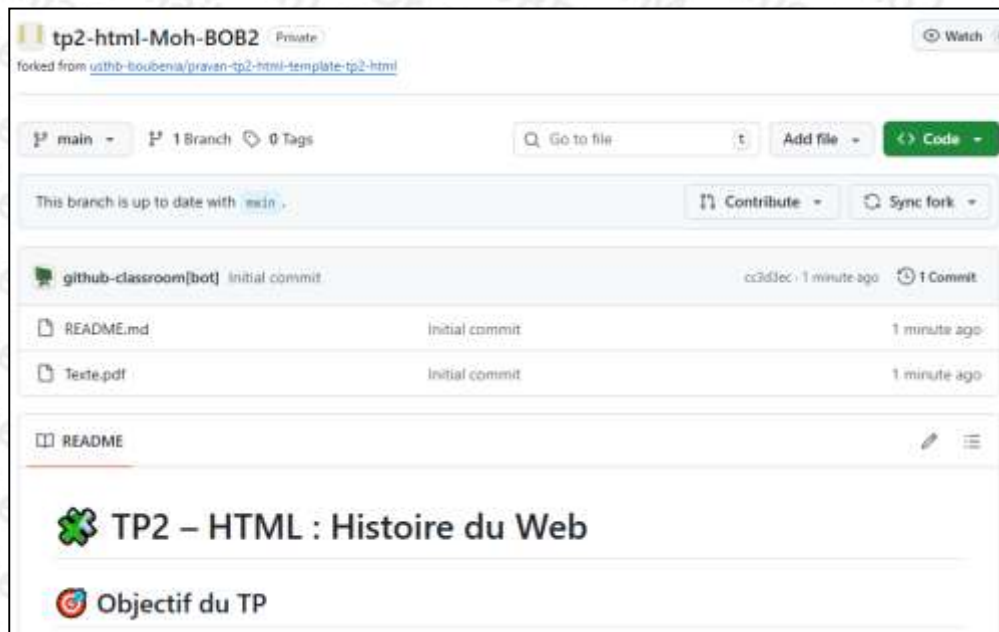 tp2-html-Moh-BOB2 Private
Watch
forked from usthb-boubenia/pravan-tp2-html-template-tp2-html
main 1 Branch 0 Tags Go to file t Add file Code
This branch is up to date with main . Contribute Sync fork
github-classroom[bot] Initial commit cc3d3ec · 1 minute ago 1 Commit
README.md Initial commit 1 minute ago
Texte.pdf Initial commit 1 minute ago
README
TP2 – HTML : Histoire du Web
Objectif du TP